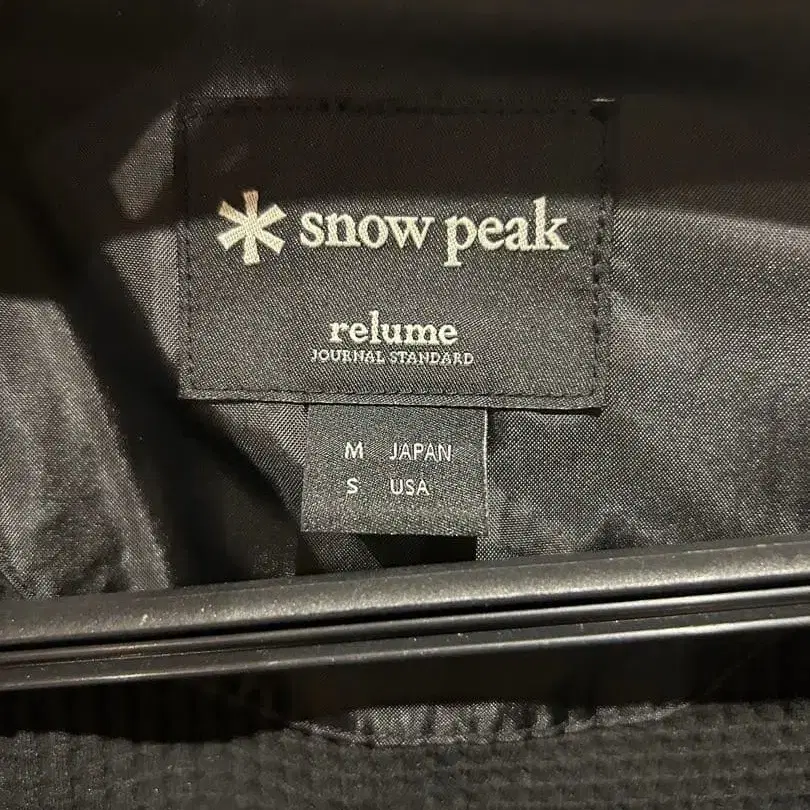 snow peak
relume
JOURNAL STANDARD
M JAPAN
S USA